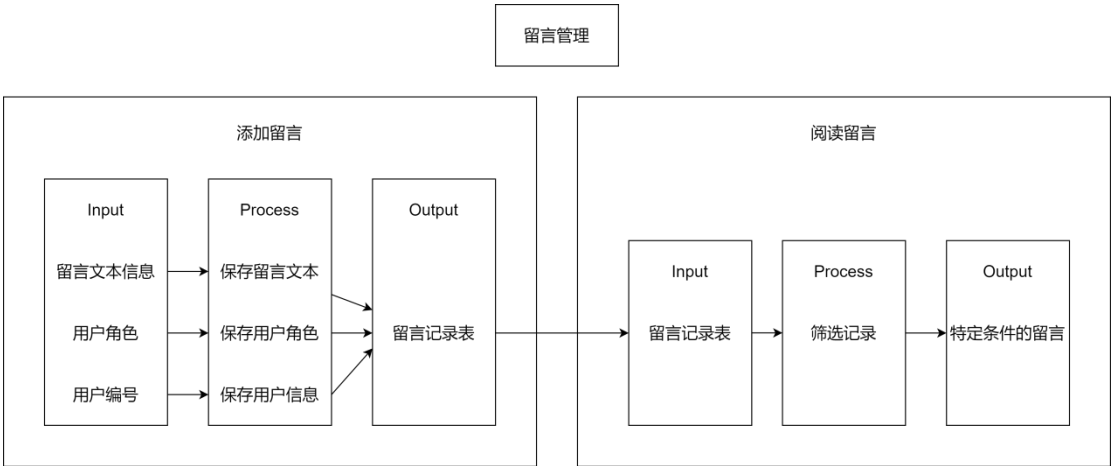 留言管理
添加留言
Input
Process
Output
留言文本信息
保存留言文本
用户角色
保存用户角色
留言记录表
用户编号
保存用户信息
阅读留言
Input
Process
Output
留言记录表
筛选记录
特定条件的留言